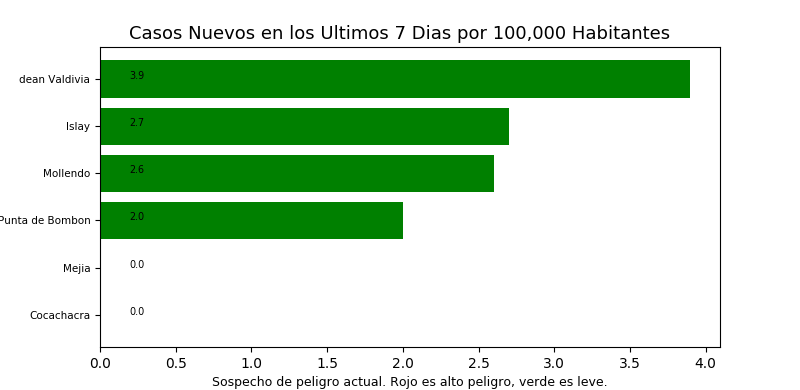 Casos Nuevos en los Ultimos 7 Dias por 100,000 Habitantes
dean Valdivia 3.9
Islay 2.7
Mollendo 2.6
Punta de Bombon 2.0
Mejia 0.0
Cocachacra 0.0
0.0 0.5 1.0 1.5 2.0 2.5 3.0 3.5 4.0
Sospecho de peligro actual. Rojo es alto peligro, verde es leve.